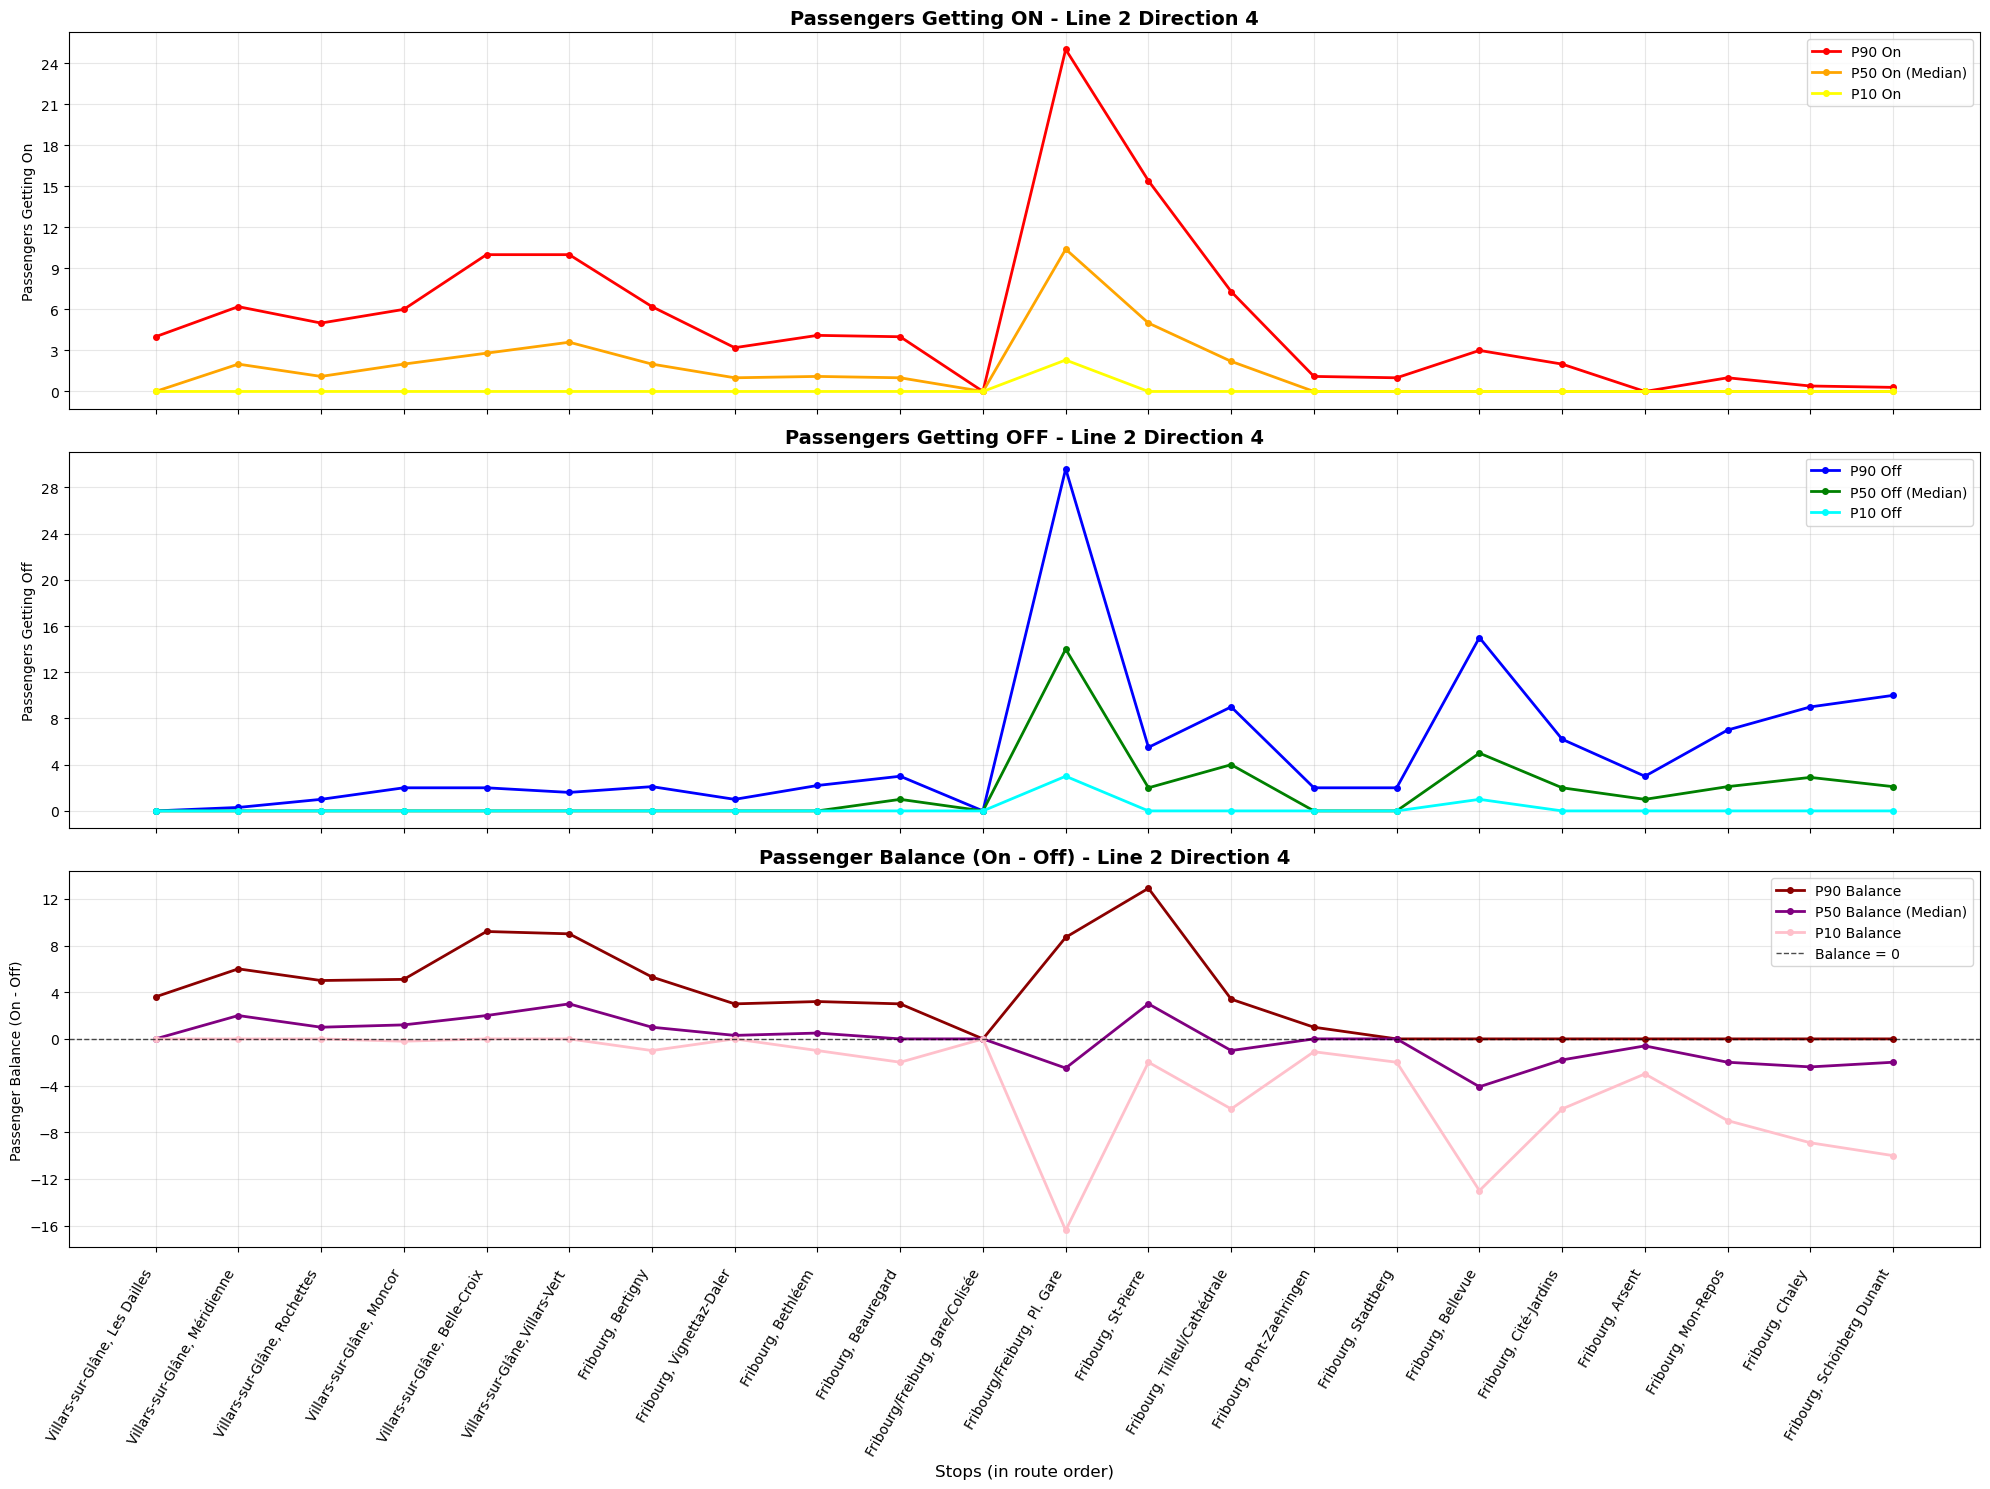 Passengers Getting ON - Line 2 Direction 4
Passengers Getting On
24
21
18
15
12
9
6
3
0
P90 On
P50 On (Median)
P10 On
Passengers Getting OFF - Line 2 Direction 4
Passengers Getting Off
28
24
20
16
12
8
4
0
P90 Off
P50 Off (Median)
P10 Off
Passenger Balance (On - Off) - Line 2 Direction 4
Passenger Balance (On - Off)
12
8
4
0
−4
−8
−12
−16
P90 Balance
P50 Balance (Median)
P10 Balance
Balance = 0
Villars-sur-Glâne, Les Dailles
Villars-sur-Glâne, Méridienne
Villars-sur-Glâne, Rochettes
Villars-sur-Glâne, Moncor
Villars-sur-Glâne, Belle-Croix
Villars-sur-Glâne,Villars-Vert
Fribourg, Bertigny
Fribourg, Vignettaz-Daler
Fribourg, Bethléem
Fribourg, Beauregard
Fribourg/Freiburg, gare/Colisée
Fribourg/Freiburg, Pl. Gare
Fribourg, St-Pierre
Fribourg, Tilleul/Cathédrale
Fribourg, Pont-Zaehringen
Fribourg, Stadtberg
Fribourg, Bellevue
Fribourg, Cité-Jardins
Fribourg, Arsent
Fribourg, Mon-Repos
Fribourg, Chaley
Fribourg, Schönberg Dunant
Stops (in route order)